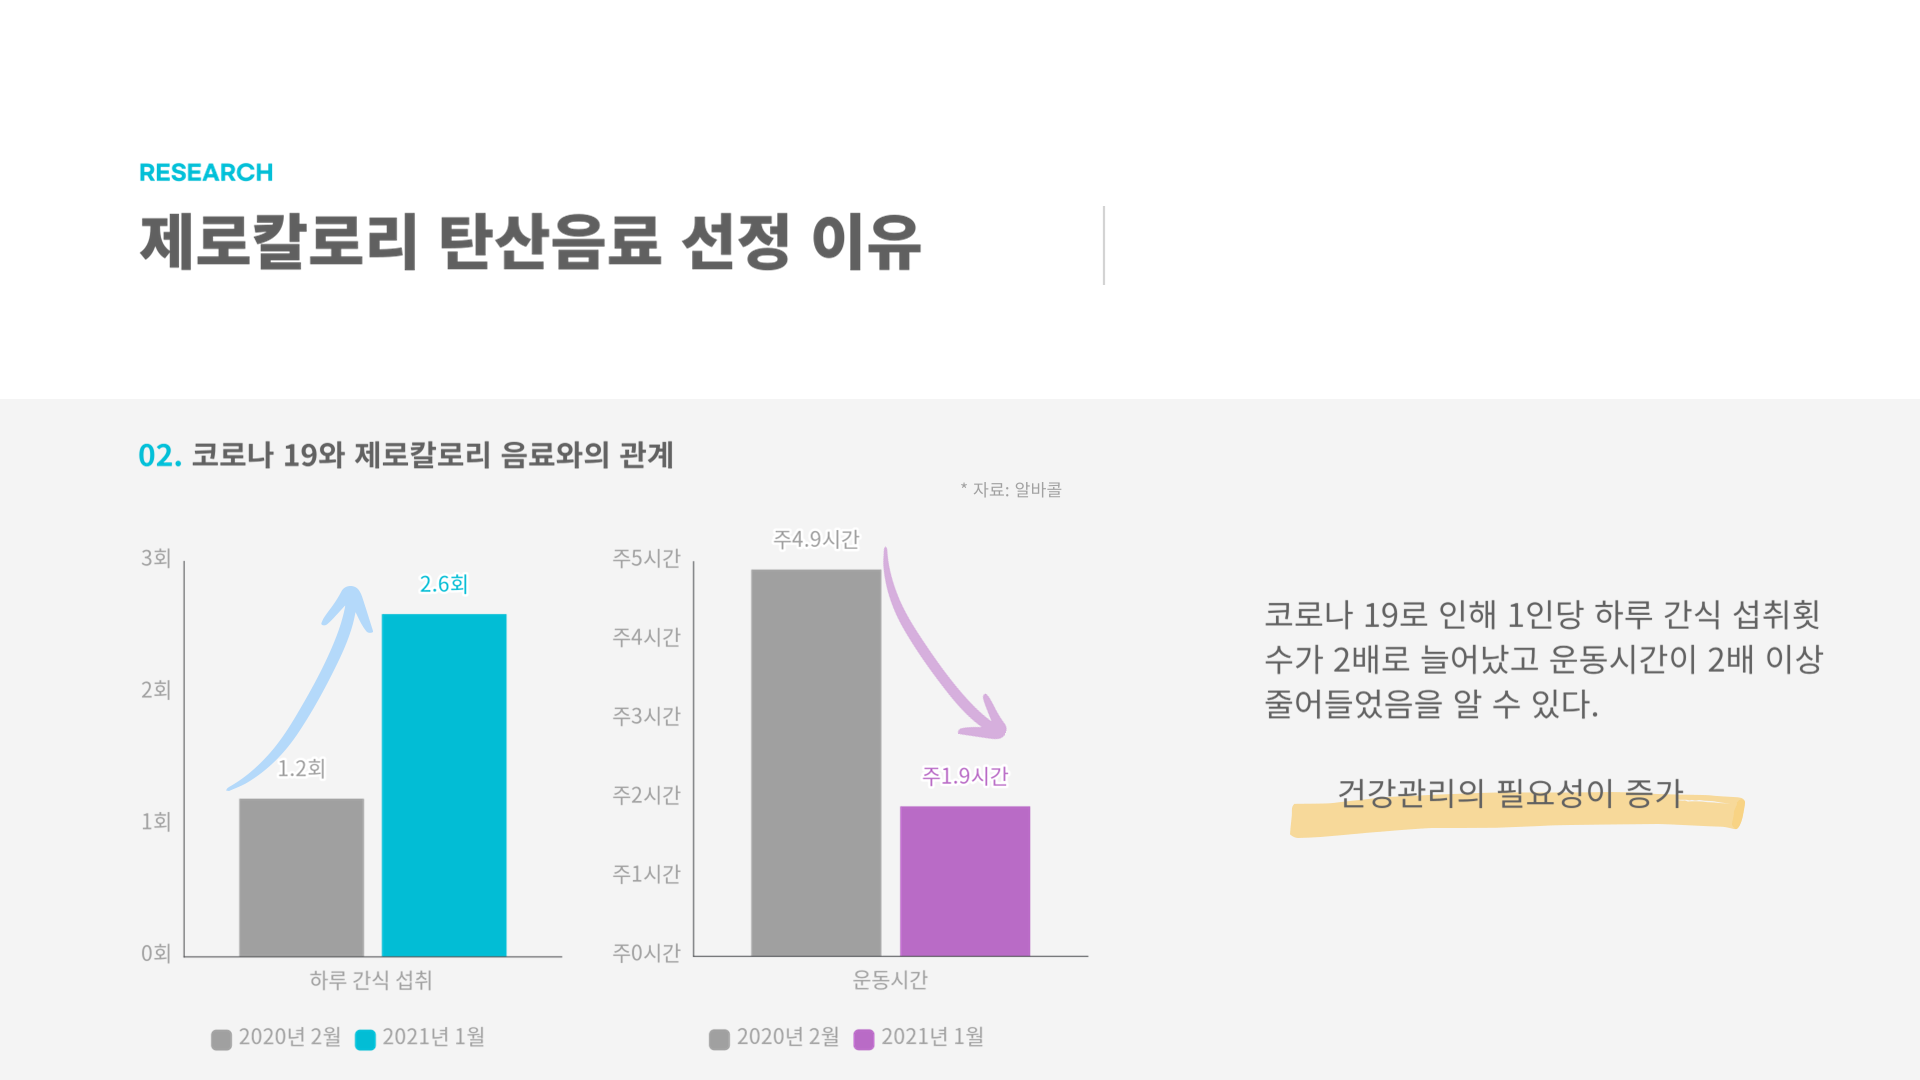 RESEARCH
제로칼로리 탄산음료 선정 이유
02. 코로나 19와 제로칼로리 음료와의 관계
* 자료: 알바콜
3회
2회
1회
0회
2.6회
1.2회
하루 간식 섭취
2020년 2월
2021년 1월
주5시간
주4시간
주3시간
주2시간
주1시간
주0시간
주4.9시간
주1.9시간
운동시간
2020년 2월
2021년 1월
코로나 19로 인해 1인당 하루 간식 섭취횟
수가 2배로 늘어났고 운동시간이 2배 이상
줄어들었음을 알 수 있다.
건강관리의 필요성이 증가